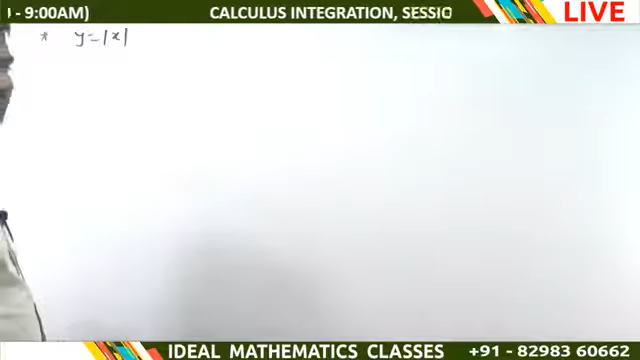 ) - 9:00AM) CALCULUS INTEGRATION, SESSIO LIVE
* y=|x|
IDEAL MATHEMATICS CLASSES +91 - 82983 60662